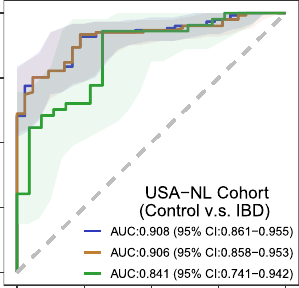 USA−NL Cohort
(Control v.s. IBD)
AUC:0.908 (95% CI:0.861−0.955)
AUC:0.906 (95% CI:0.858−0.953)
AUC:0.841 (95% CI:0.741−0.942)